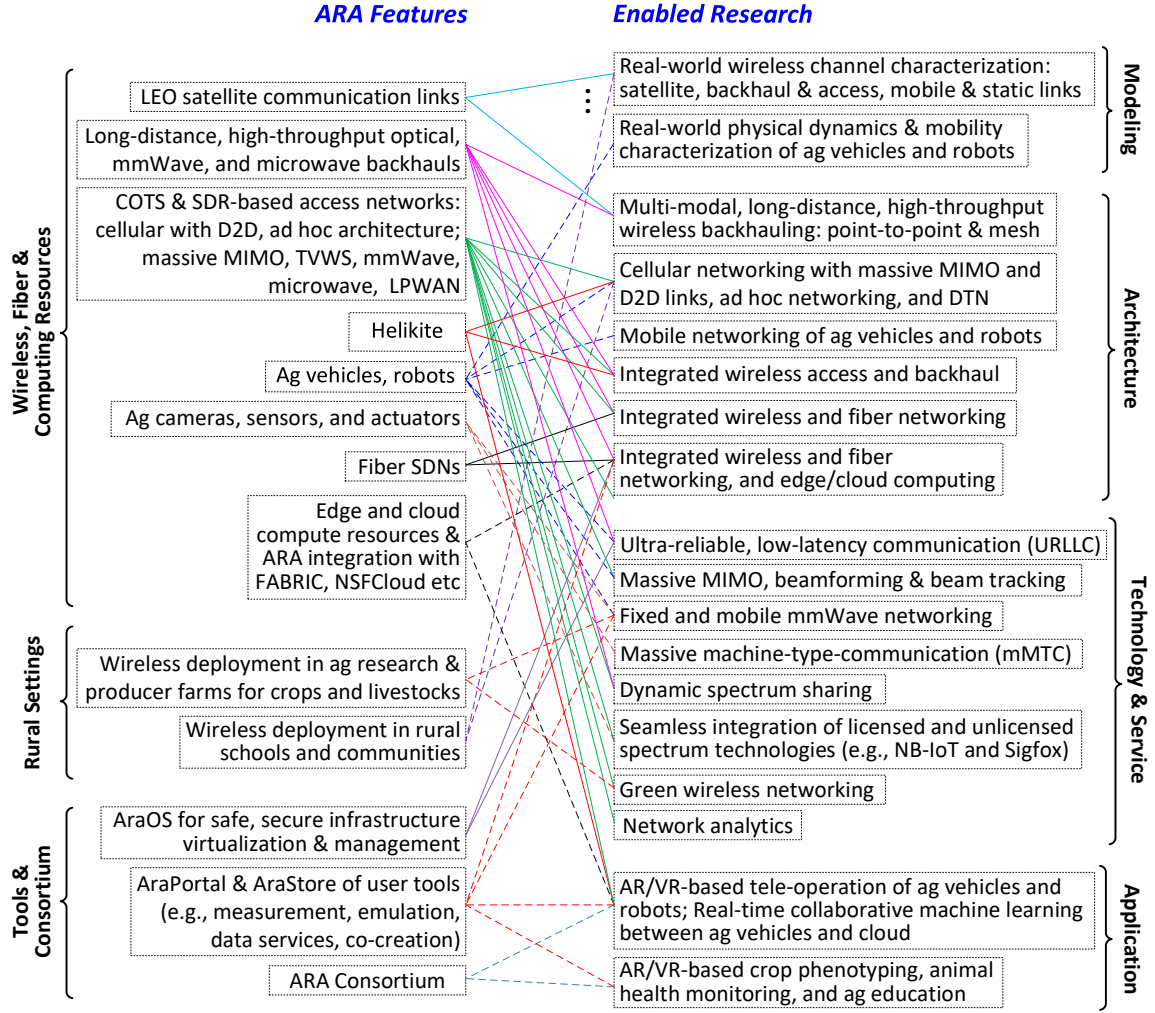 ARA Features
Enabled Research
Wireless, Fiber &
Computing Resources
LEO satellite communication links
Long-distance, high-throughput optical,
mmWave, and microwave backhauls
COTS & SDR-based access networks:
cellular with D2D, ad hoc architecture;
massive MIMO, TVWS, mmWave,
microwave, LPWAN
Helikite
Ag vehicles, robots
Ag cameras, sensors, and actuators
Fiber SDNs
Edge and cloud
compute resources &
ARA integration with
FABRIC, NSFCloud etc
Rural Settings
Wireless deployment in ag research &
producer farms for crops and livestocks
Wireless deployment in rural
schools and communities
Tools &
Consortium
AraOS for safe, secure infrastructure
virtualization & management
AraPortal & AraStore of user tools
(e.g., measurement, emulation,
data services, co-creation)
ARA Consortium
...
Real-world wireless channel characterization:
satellite, backhaul & access, mobile & static links
Real-world physical dynamics & mobility
characterization of ag vehicles and robots
Modeling
Multi-modal, long-distance, high-throughput
wireless backhauling: point-to-point & mesh
Cellular networking with massive MIMO and
D2D links, ad hoc networking, and DTN
Mobile networking of ag vehicles and robots
Integrated wireless access and backhaul
Integrated wireless and fiber networking
Integrated wireless and fiber
networking, and edge/cloud computing
Architecture
Ultra-reliable, low-latency communication (URLLC)
Massive MIMO, beamforming & beam tracking
Fixed and mobile mmWave networking
Massive machine-type-communication (mMTC)
Dynamic spectrum sharing
Seamless integration of licensed and unlicensed
spectrum technologies (e.g., NB-IoT and Sigfox)
Green wireless networking
Network analytics
Technology & Service
AR/VR-based tele-operation of ag vehicles and
robots; Real-time collaborative machine learning
between ag vehicles and cloud
AR/VR-based crop phenotyping, animal
health monitoring, and ag education
Application